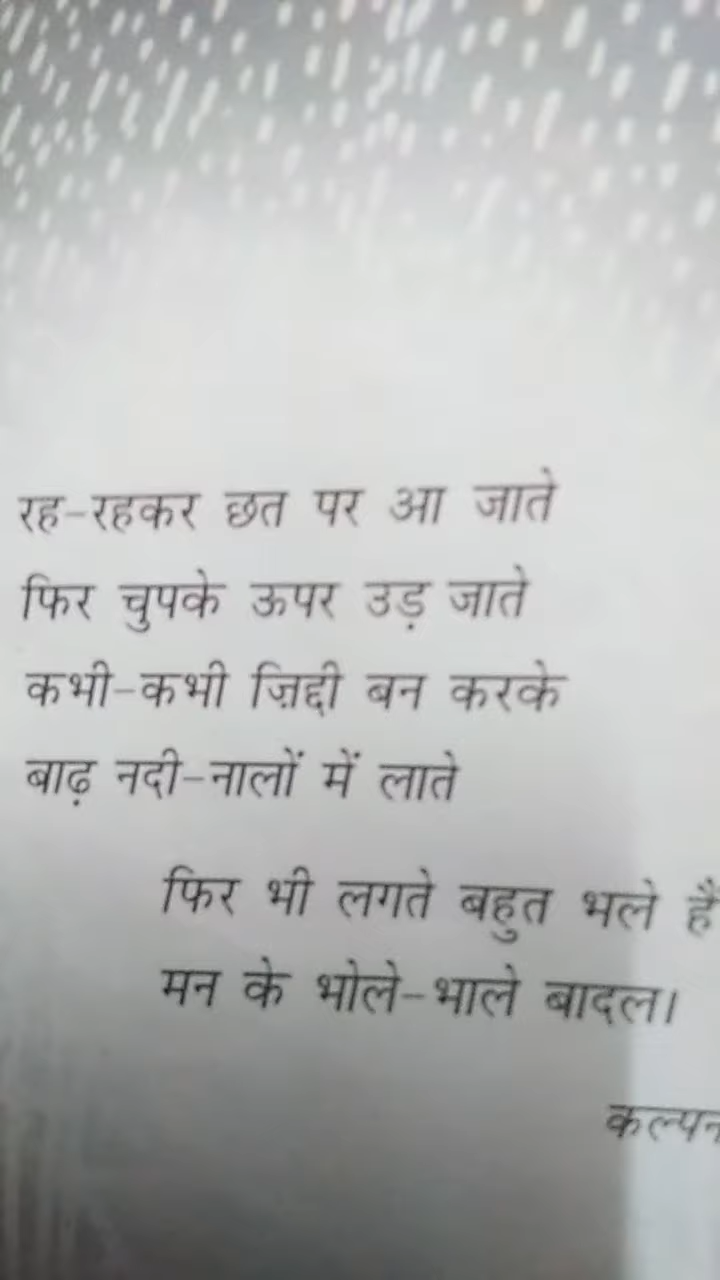 रह-रहकर छत पर आ जाते
फिर चुपके ऊपर उड़ जाते
कभी-कभी ज़िद्दी बन करके
बाढ़ नदी-नालों में लाते
फिर भी लगते बहुत भले हैं
मन के भोले-भाले बादल।